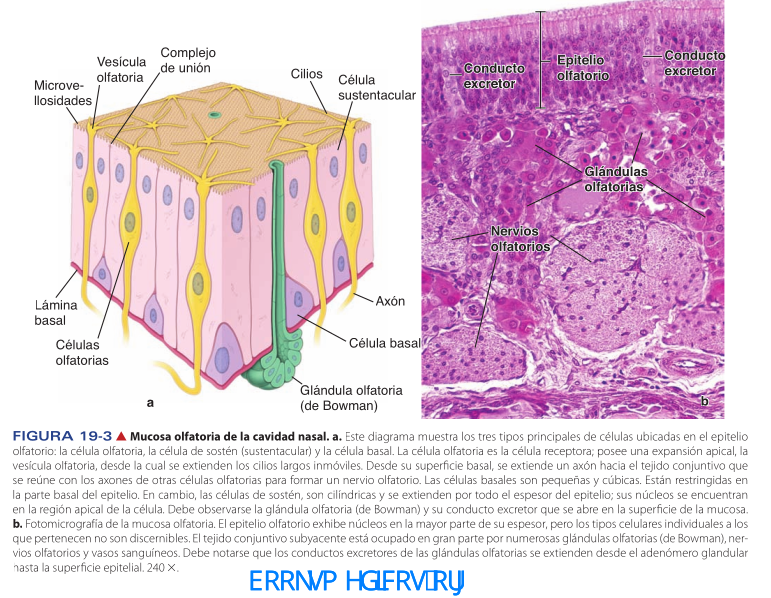 Complejo
de unión
Vesícula
olfatoria
Microve-
llosidades
Cilios
Célula
sustentacular
Lámina
basal
Células
olfatorias
Axón
Célula basal
Glándula olfatoria
(de Bowman)
a
Conducto
excretor
Epitelio
olfatorio
Conducto
excretor
Glándulas
olfatorias
Nervios
olfatorios
b
FIGURA 19-3 ▲ Mucosa olfatoria de la cavidad nasal. a. Este diagrama muestra los tres tipos principales de células ubicadas en el epitelio
olfatorio: la célula olfatoria, la célula de sostén (sustentacular) y la célula basal. La célula olfatoria es la célula receptora; posee una expansión apical, la
vesícula olfatoria, desde la cual se extienden los cilios largos inmóviles. Desde su superficie basal, se extiende un axón hacia el tejido conjuntivo que
se reúne con los axones de otras células olfatorias para formar un nervio olfatorio. Las células basales son pequeñas y cúbicas. Están restringidas en
la parte basal del epitelio. En cambio, las células de sostén, son cilíndricas y se extienden por todo el espesor del epitelio; sus núcleos se encuentran
en la región apical de la célula. Debe observarse la glándula olfatoria (de Bowman) y su conducto excretor que se abre en la superficie de la mucosa.
b. Fotomicrografía de la mucosa olfatoria. El epitelio olfatorio exhibe núcleos en la mayor parte de su espesor, pero los tipos celulares individuales a los
que pertenecen no son discernibles. El tejido conjuntivo subyacente está ocupado en gran parte por numerosas glándulas olfatorias (de Bowman), ner-
vios olfatorios y vasos sanguíneos. Debe notarse que los conductos excretores de las glándulas olfatorias se extienden desde el adenómero glandular
hasta la superficie epitelial. 240 ×.